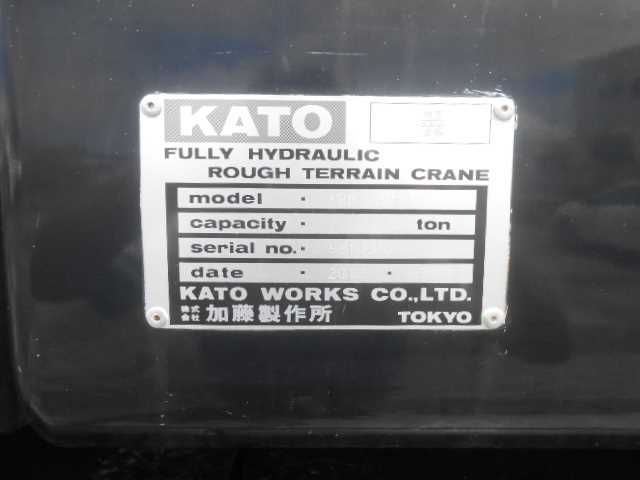 KATO
FULLY HYDRAULIC
ROUGH TERRAIN CRANE
model ·
capacity · ton
serial no. ·
date · ·
KATO WORKS CO.,LTD.
株式会社 加藤製作所 TOKYO